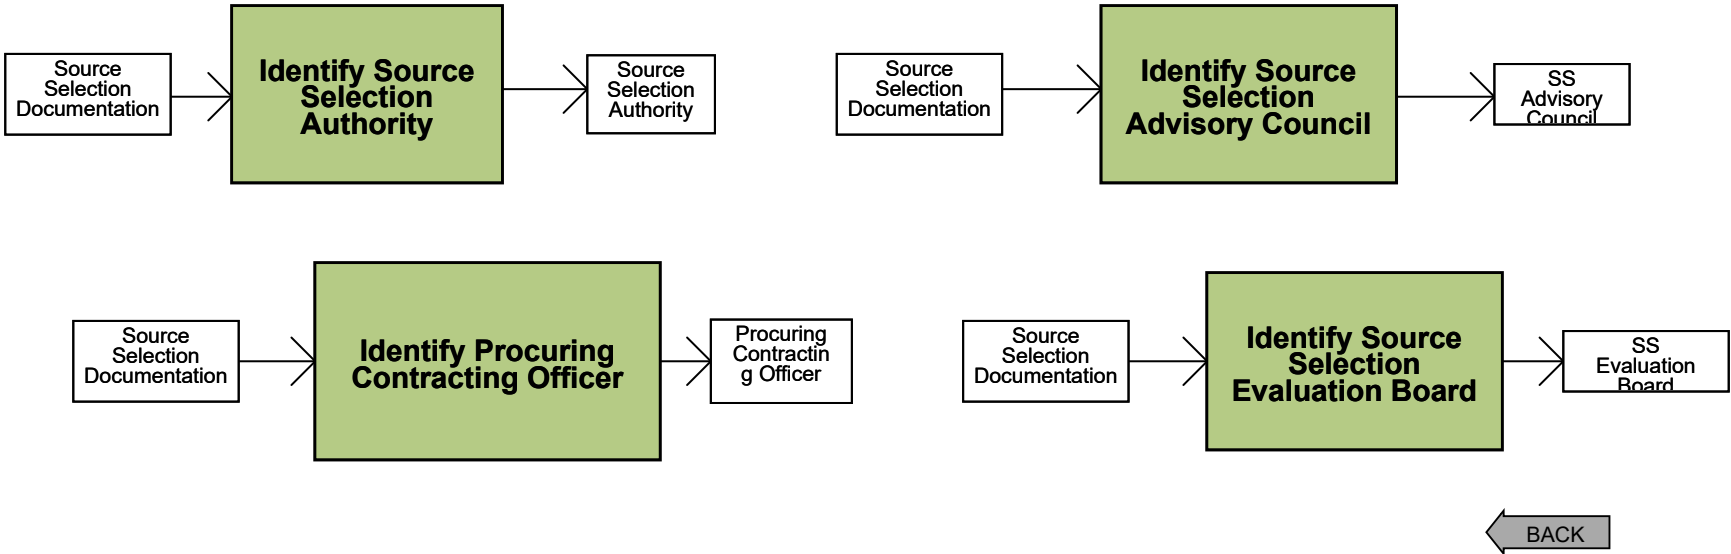 Source
Selection
Documentation
Identify Source
Selection
Authority
Source
Selection
Authority
Source
Selection
Documentation
Identify Source
Selection
Advisory Council
SS
Advisory
Council
Source
Selection
Documentation
Identify Procuring
Contracting Officer
Procuring
Contractin
g Officer
Source
Selection
Documentation
Identify Source
Selection
Evaluation Board
SS
Evaluation
Board
BACK